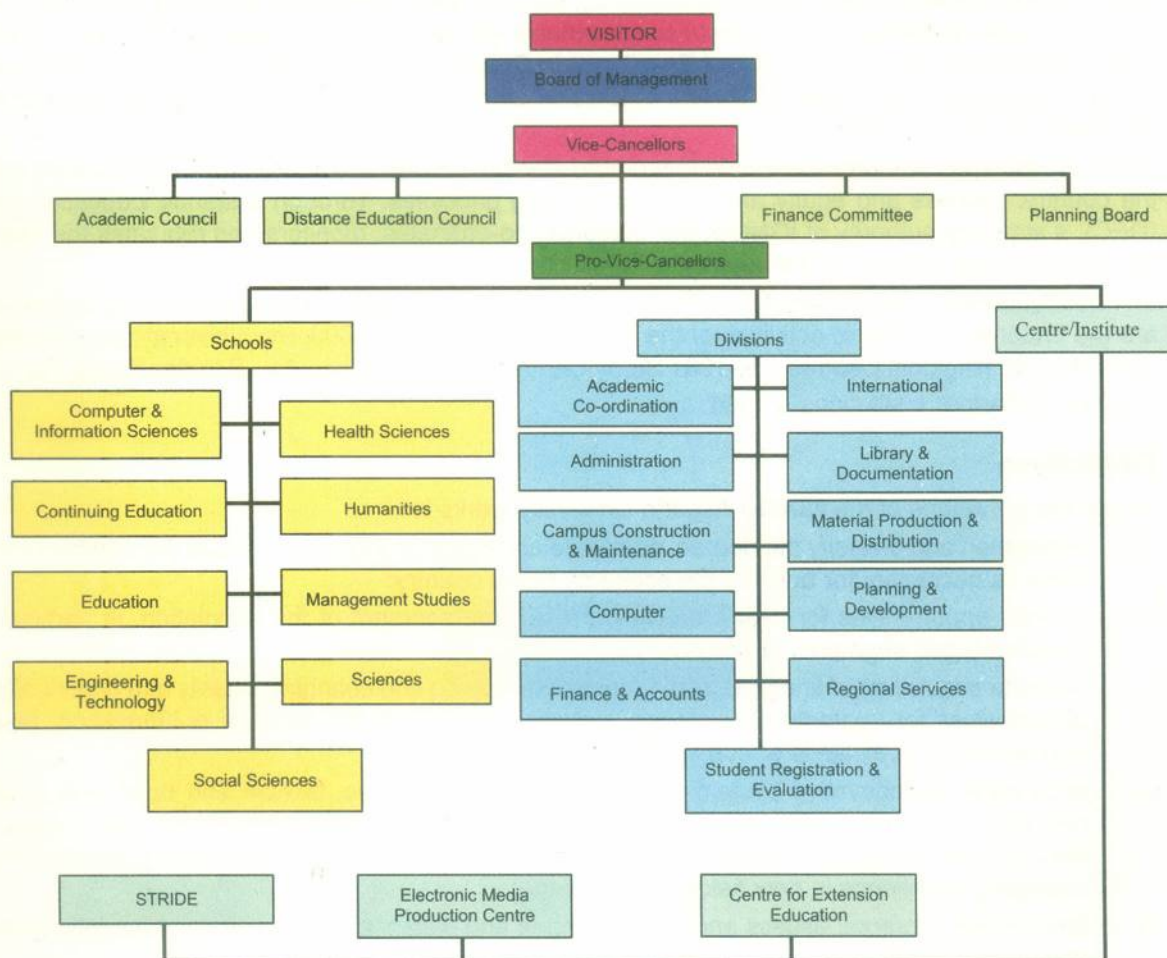 VISITOR
Board of Management
Vice-Cancellors
Academic Council
Distance Education Council
Finance Committee
Planning Board
Pro-Vice-Cancellors
Schools
Divisions
Centre/Institute
Computer &
Information Sciences
Health Sciences
Continuing Education
Humanities
Education
Management Studies
Engineering &
Technology
Sciences
Social Sciences
Academic
Co-ordination
International
Administration
Library &
Documentation
Campus Construction
& Maintenance
Material Production &
Distribution
Computer
Planning &
Development
Finance & Accounts
Regional Services
Student Registration &
Evaluation
STRIDE
Electronic Media
Production Centre
Centre for Extension
Education